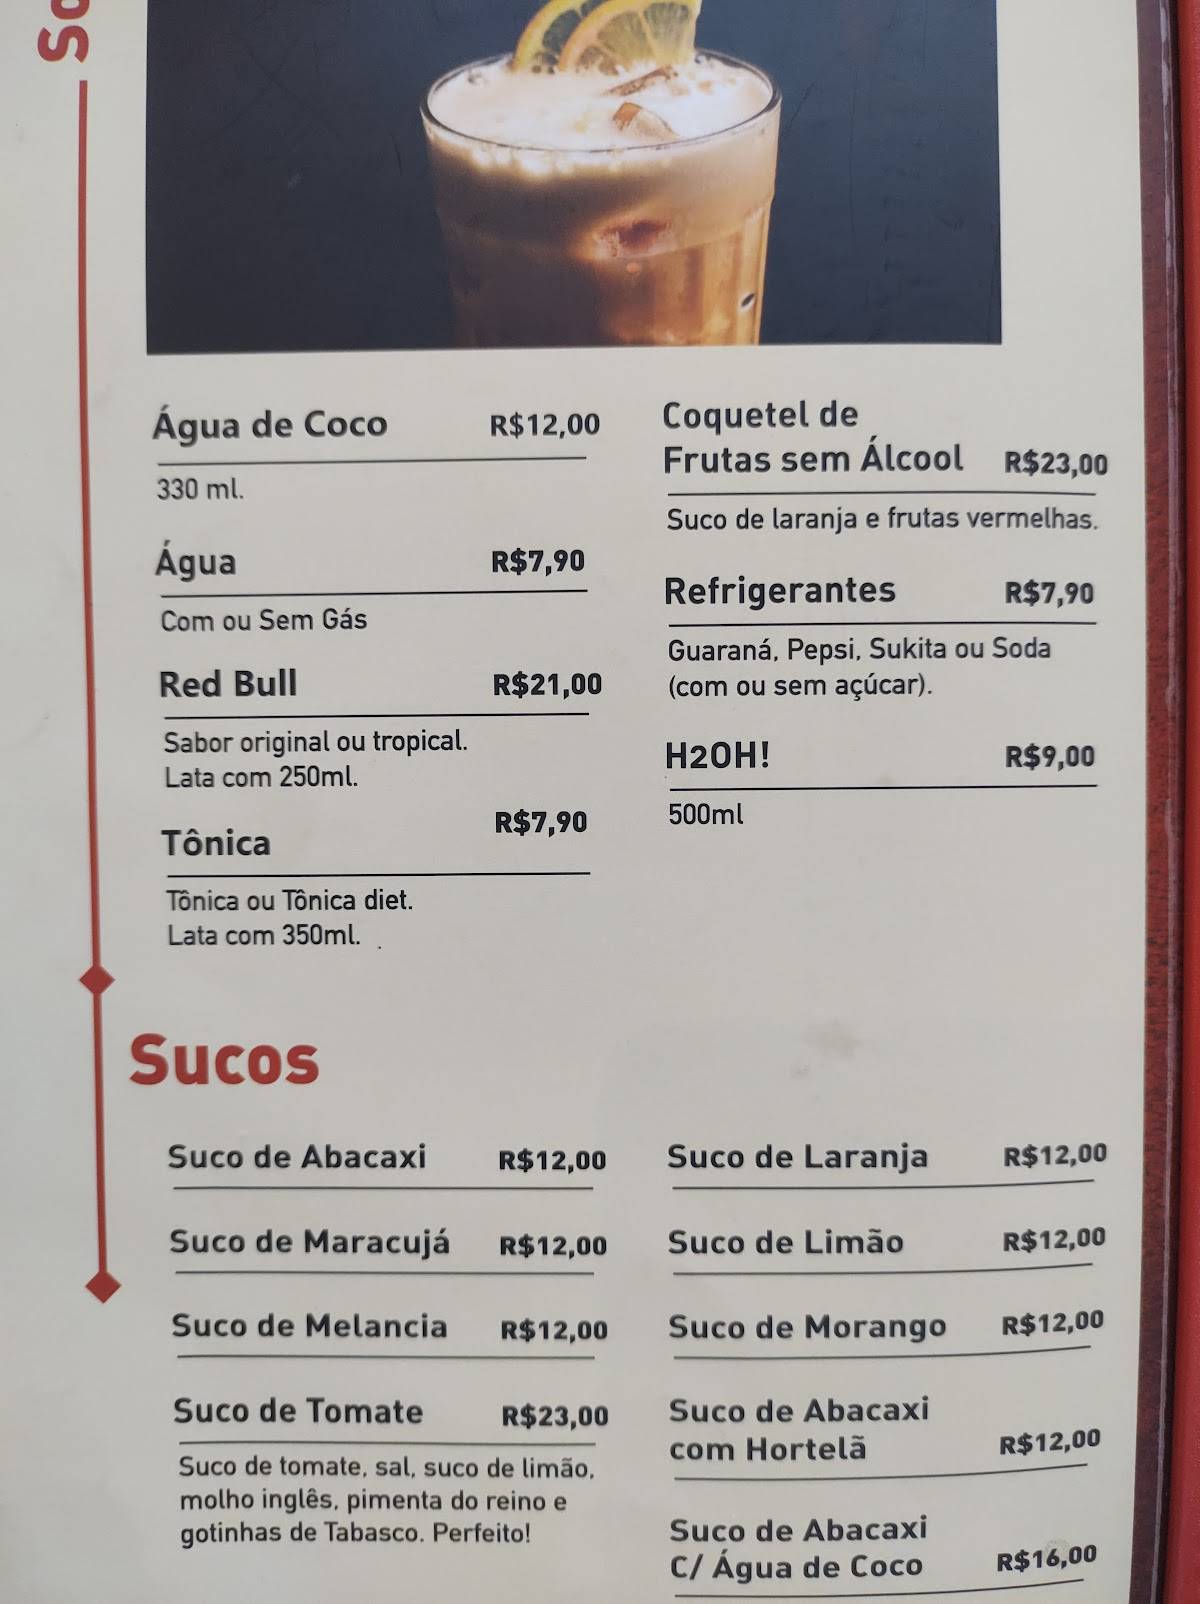 Água de Coco R$12,00
330 ml.
Água R$7,90
Com ou Sem Gás
Red Bull R$21,00
Sabor original ou tropical.
Lata com 250ml.
Tônica R$7,90
Tônica ou Tônica diet.
Lata com 350ml.
Coquetel de
Frutas sem Álcool R$23,00
Suco de laranja e frutas vermelhas.
Refrigerantes R$7,90
Guaraná, Pepsi, Sukita ou Soda
(com ou sem açúcar).
H2OH! R$9,00
500ml
Sucos
Suco de Abacaxi R$12,00
Suco de Maracujá R$12,00
Suco de Melancia R$12,00
Suco de Tomate R$23,00
Suco de tomate, sal, suco de limão,
molho inglês, pimenta do reino e
gotinhas de Tabasco. Perfeito!
Suco de Laranja R$12,00
Suco de Limão R$12,00
Suco de Morango R$12,00
Suco de Abacaxi
com Hortelã R$12,00
Suco de Abacaxi
C/ Água de Coco R$16,00